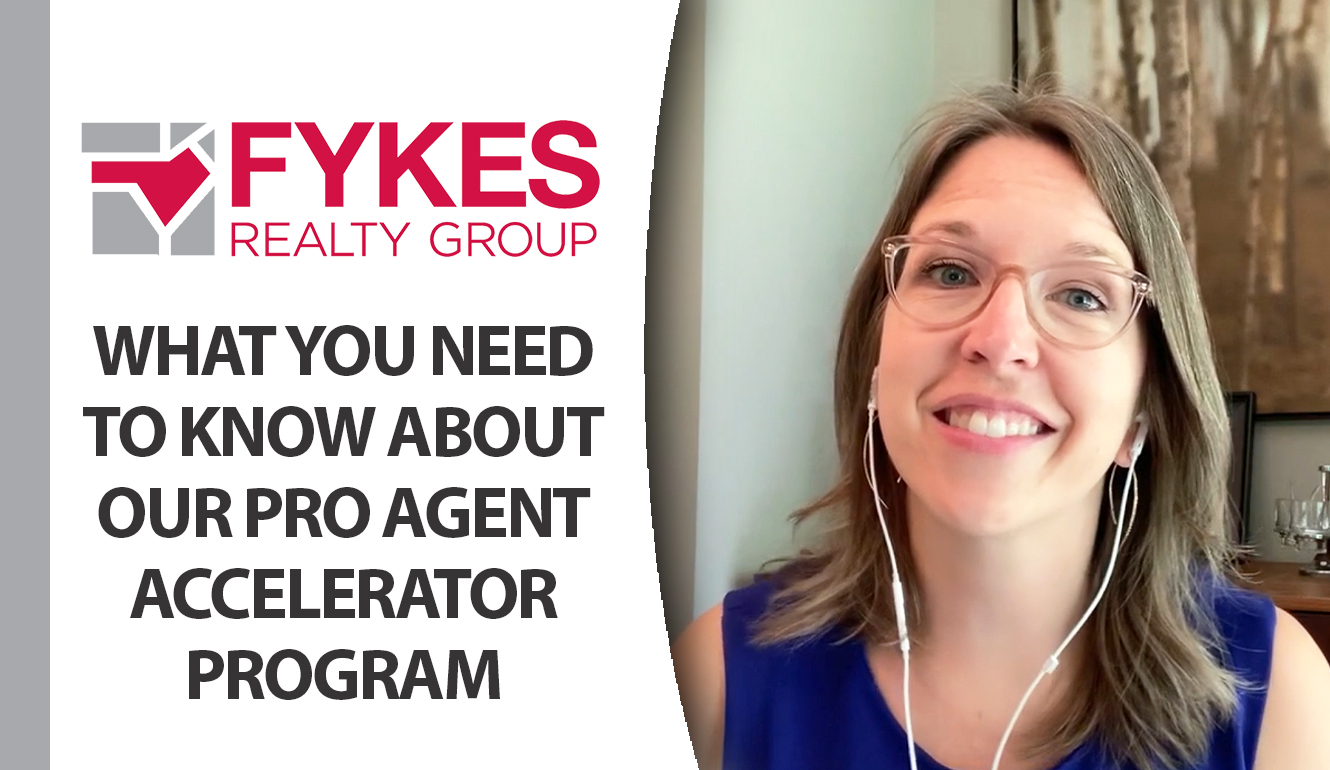 FYKES
REALTY GROUP
WHAT YOU NEED
TO KNOW ABOUT
OUR PRO AGENT
ACCELERATOR
PROGRAM